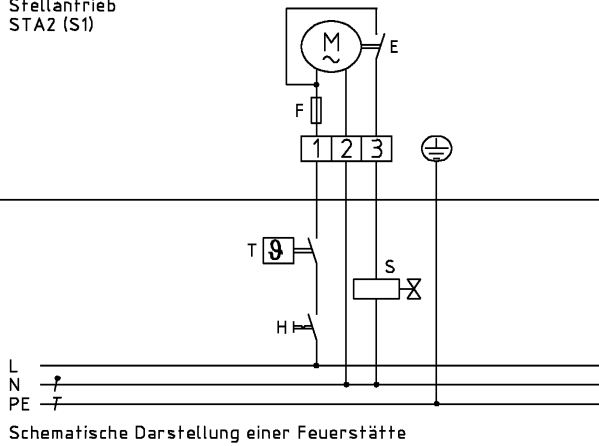 Stellantrieb
STA2 (S1)
M
~
E
F
1 2 3
T ϑ
S
H
L
N
PE
Schematische Darstellung einer Feuerstätte